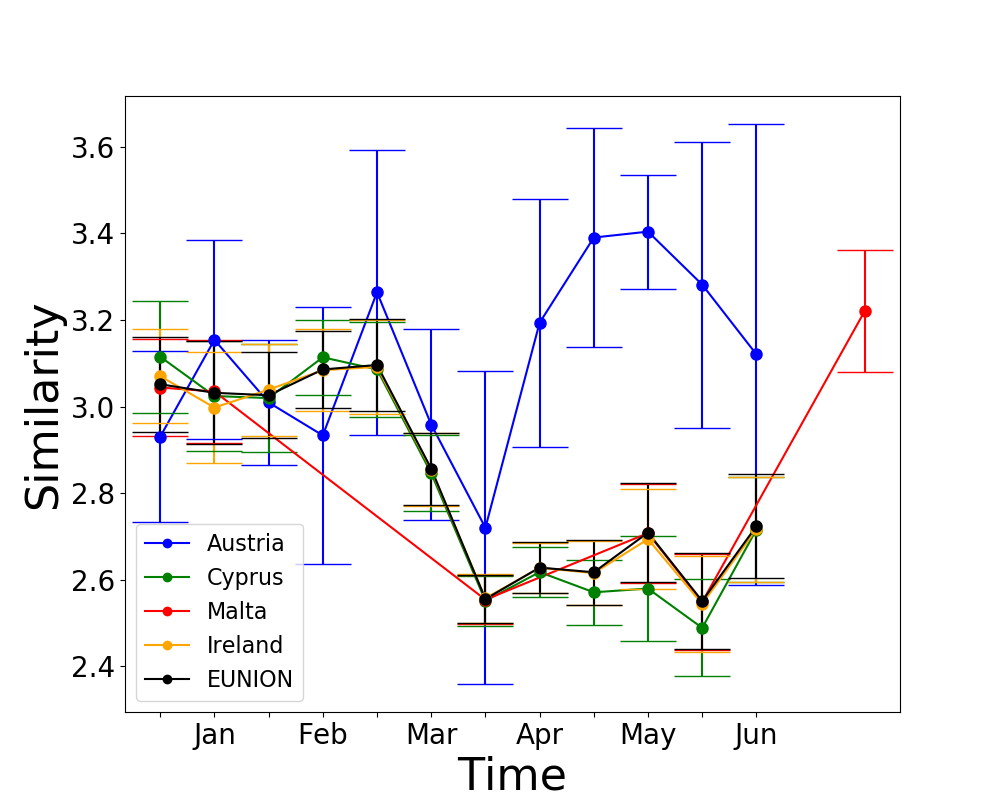 3.6
3.4
3.2
3.0
2.8
2.6
2.4
Similarity
Austria
Cyprus
Malta
Ireland
EUNION
Jan Feb Mar Apr May Jun
Time